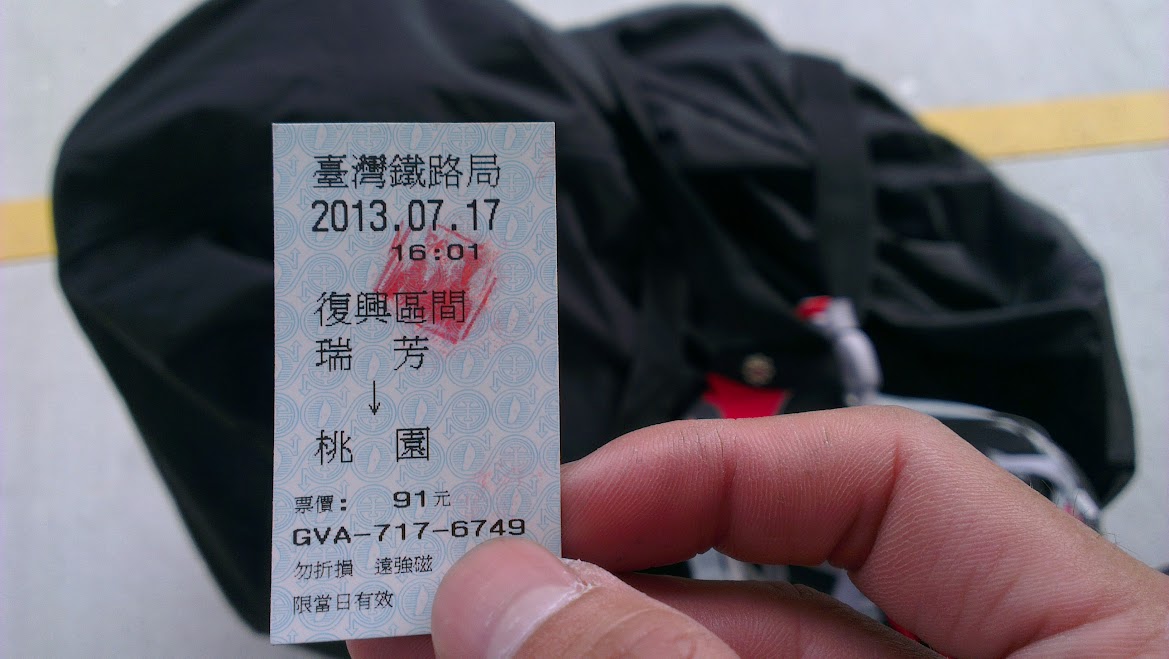 臺灣鐵路局
2013.07.17
16:01
復興區間
瑞 芳
↓
桃 園
票價: 91元
GVA-717-6749
勿折損 遠強磁
限當日有效